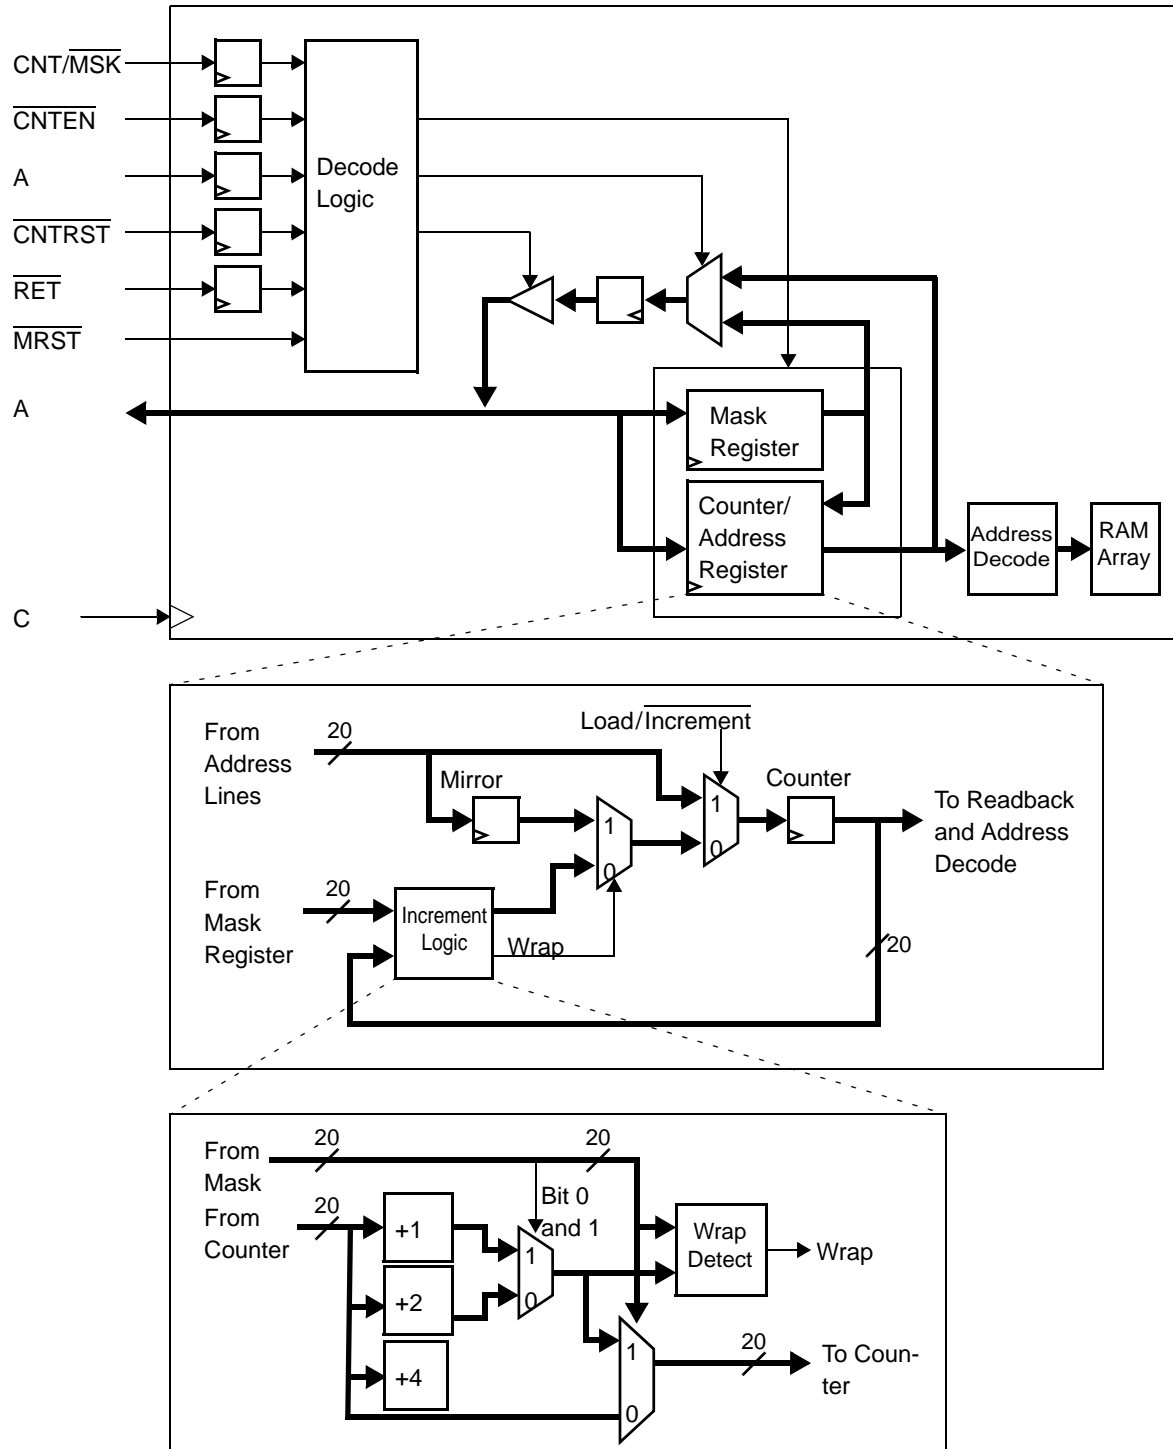 CNT/MSK
CNTEN
A
CNTRST
RET
MRST
A
C
Decode
Logic
Mask
Register
Counter/
Address
Register
Address
Decode
RAM
Array
From
Address
Lines
20
Mirror
Load/Increment
1
0
1
0
Counter
To Readback
and Address
Decode
From
Mask
Register
20
Increment
Logic
Wrap
20
From
Mask
20
20
From
Counter
20
Bit 0
and 1
+1
+2
+4
1
0
Wrap
Detect
Wrap
1
0
20
To Coun-
ter